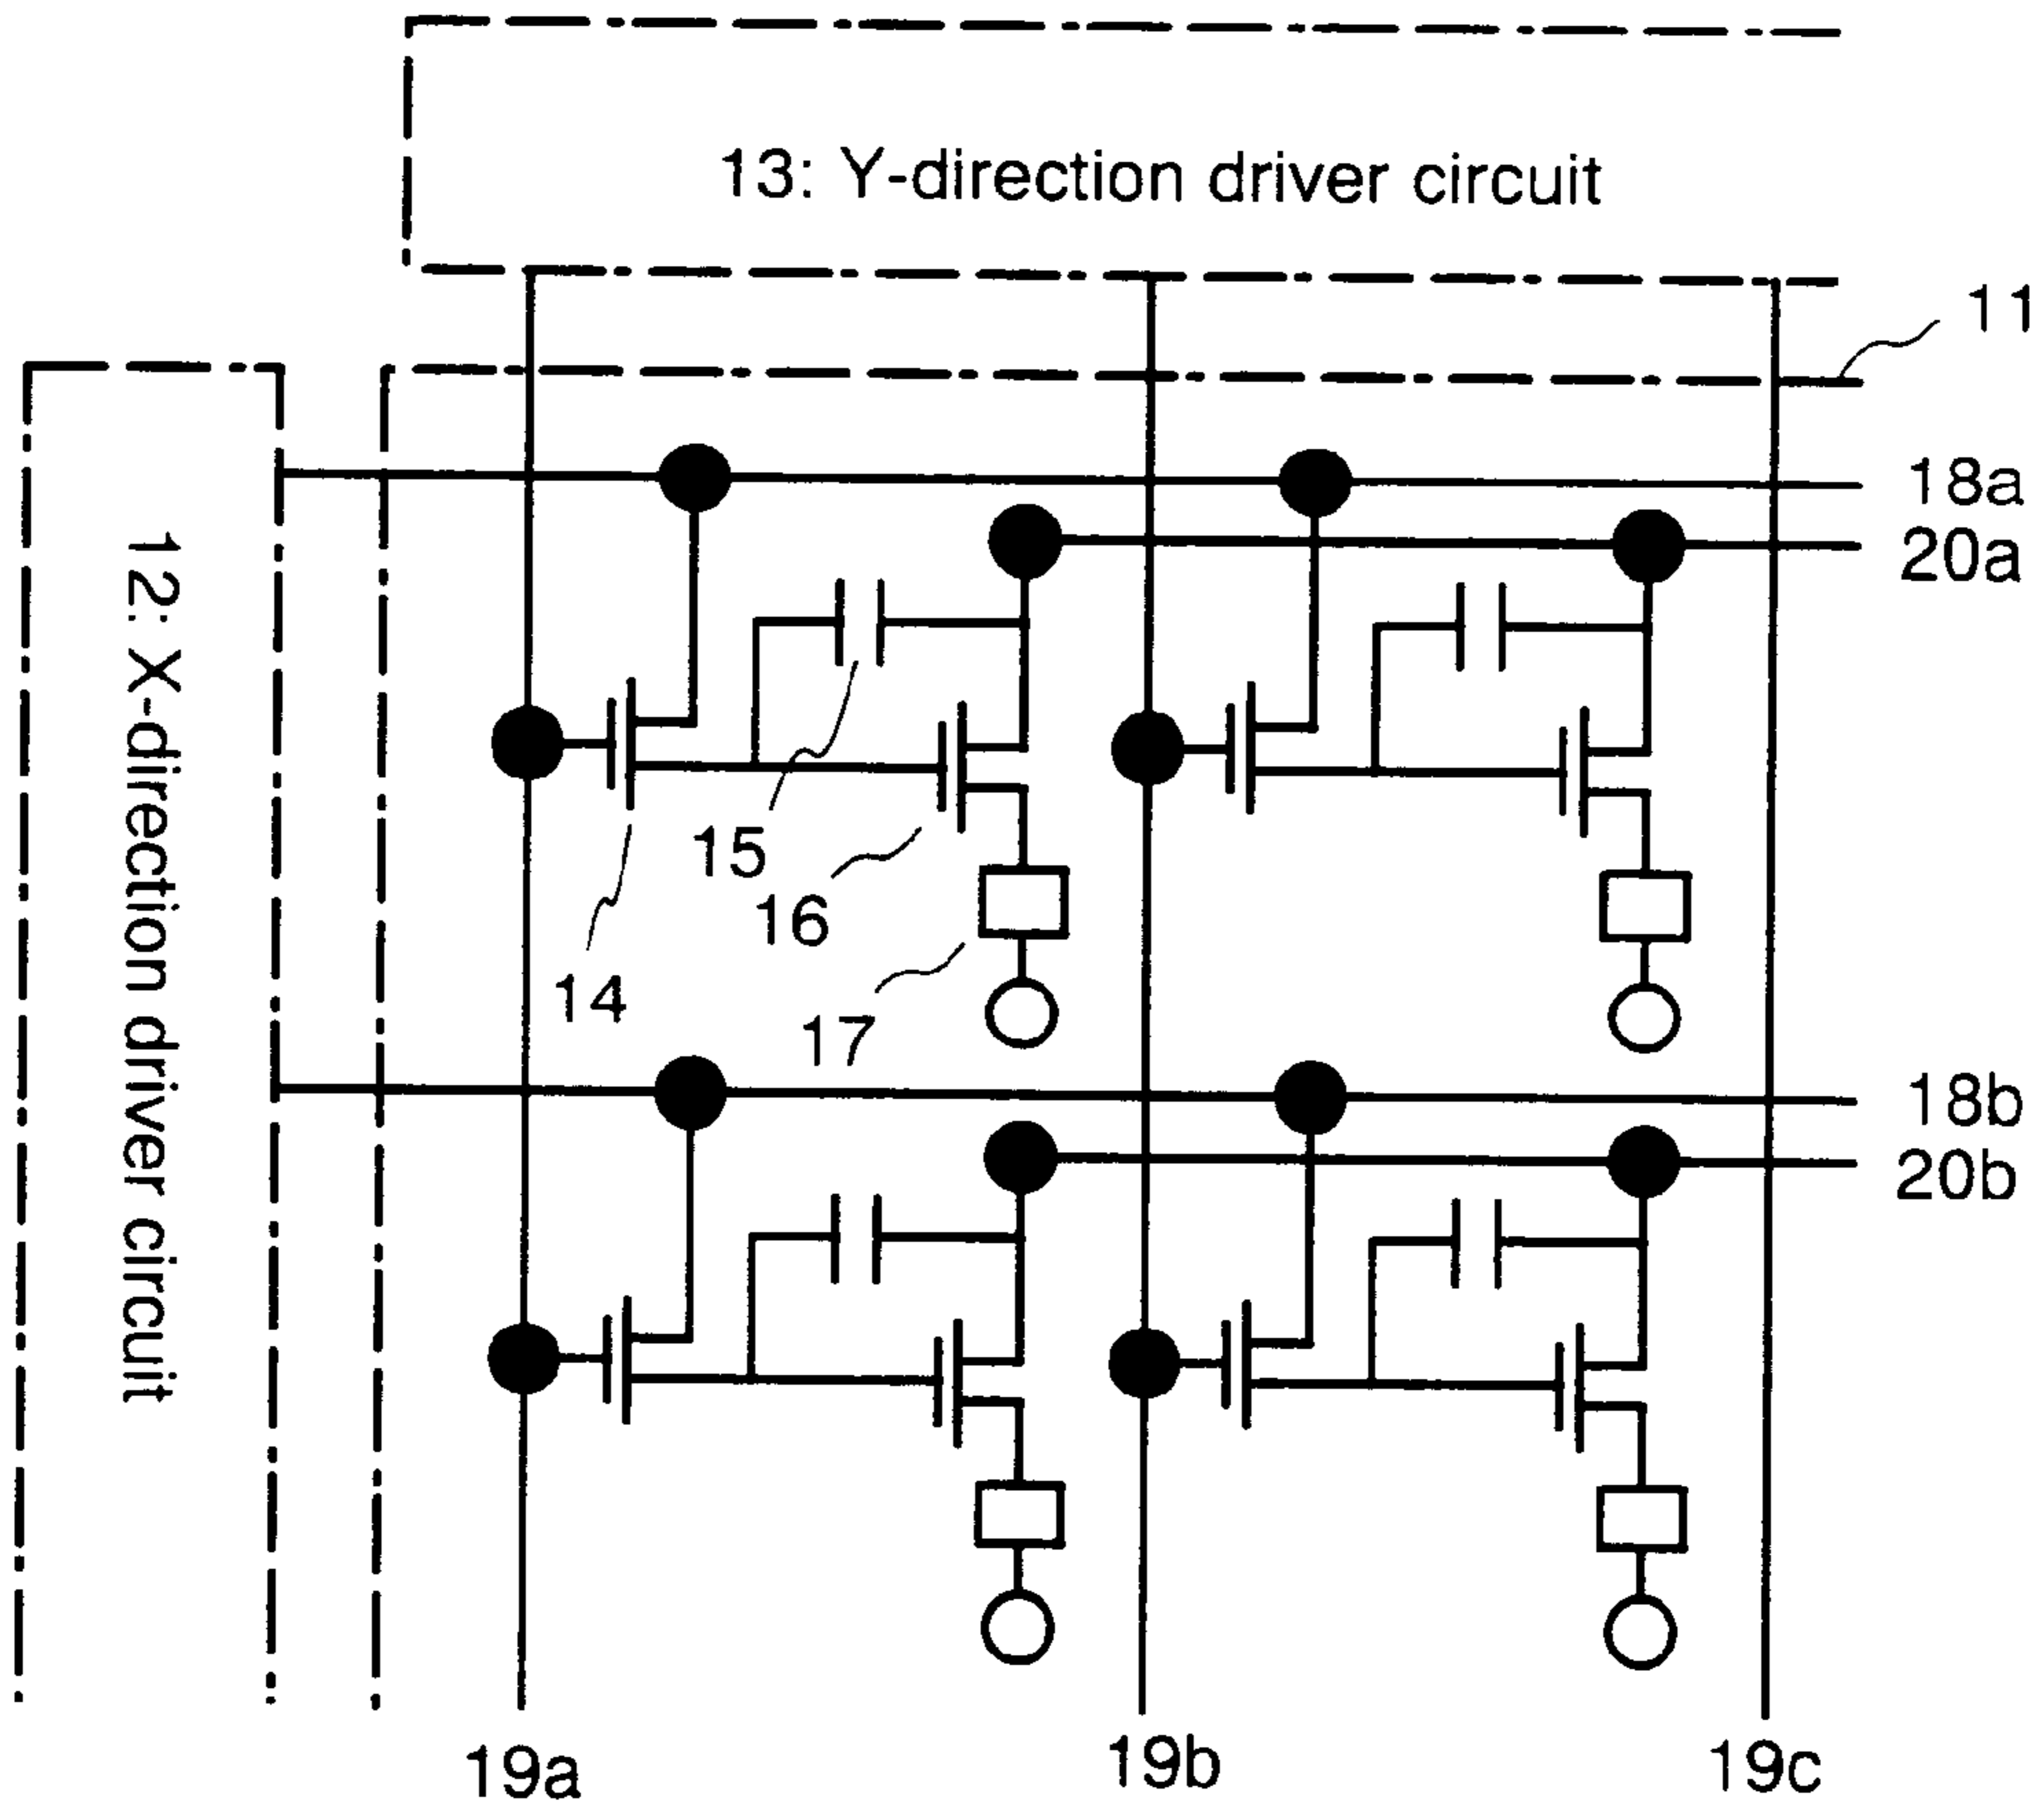 13: Y-direction driver circuit
11
18a
20a
12: X-direction driver circuit
15
16
14
17
18b
20b
19a
19b
19c